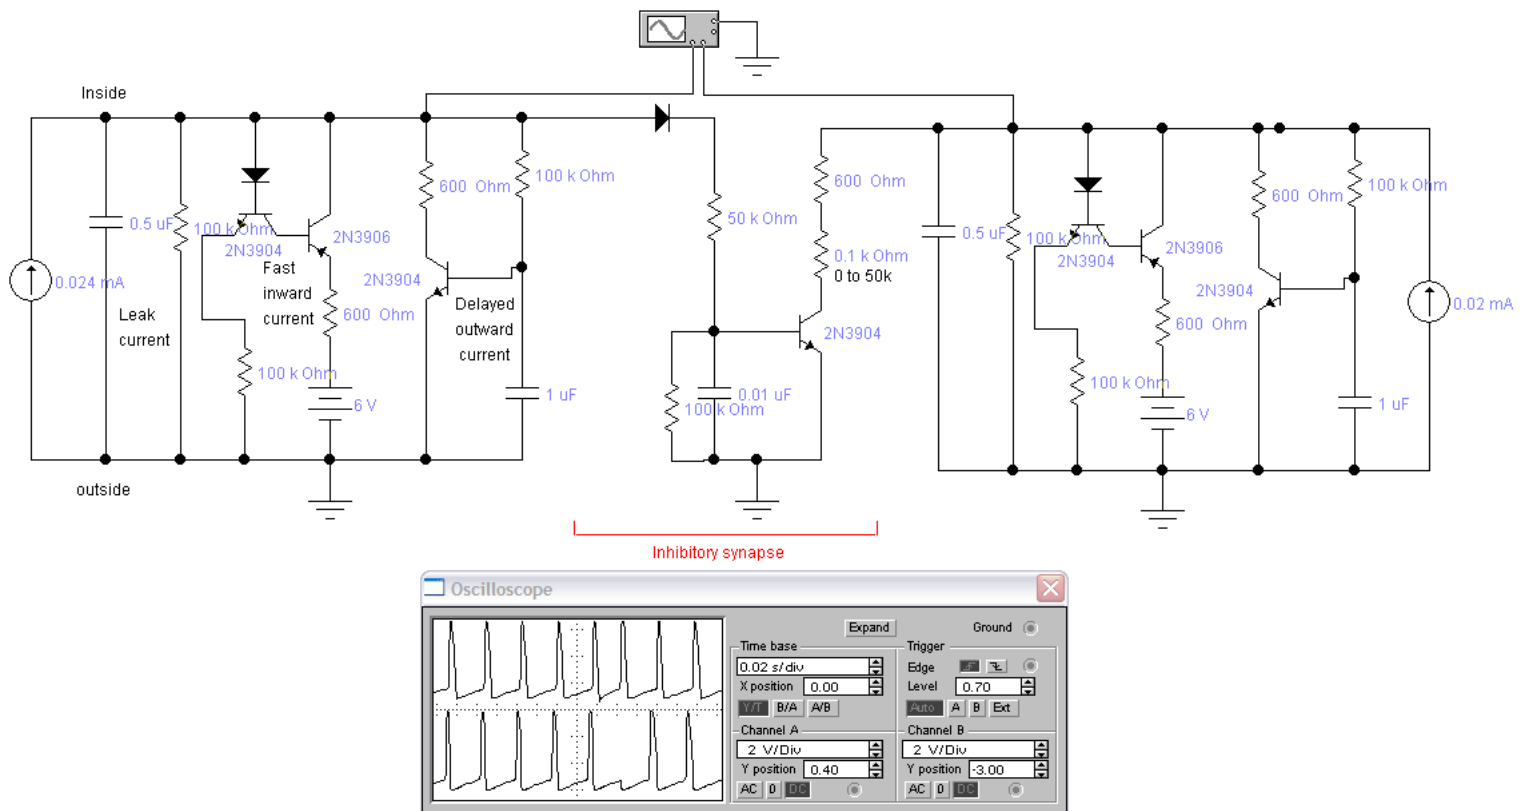 Inside
0.024 mA
0.5 uF
Leak
current
100 k Ohm
2N3904
Fast
inward
current
100 k Ohm
2N3906
600 Ohm
6 V
600 Ohm
2N3904
Delayed
outward
current
100 k Ohm
1 uF
outside
50 k Ohm
100 k Ohm
0.01 uF
600 Ohm
0.1 k Ohm
0 to 50k
2N3904
Inhibitory synapse
0.5 uF
100 k Ohm
2N3904
100 k Ohm
2N3906
600 Ohm
6 V
600 Ohm
2N3904
100 k Ohm
1 uF
0.02 mA
Oscilloscope
Expand
Ground
Time base
0.02 s/div
X position 0.00
Y/T B/A A/B
Trigger
Edge
Level 0.70
Auto A B Ext
Channel A
2 V/Div
Y position 0.40
AC 0 DC
Channel B
2 V/Div
Y position -3.00
AC 0 DC